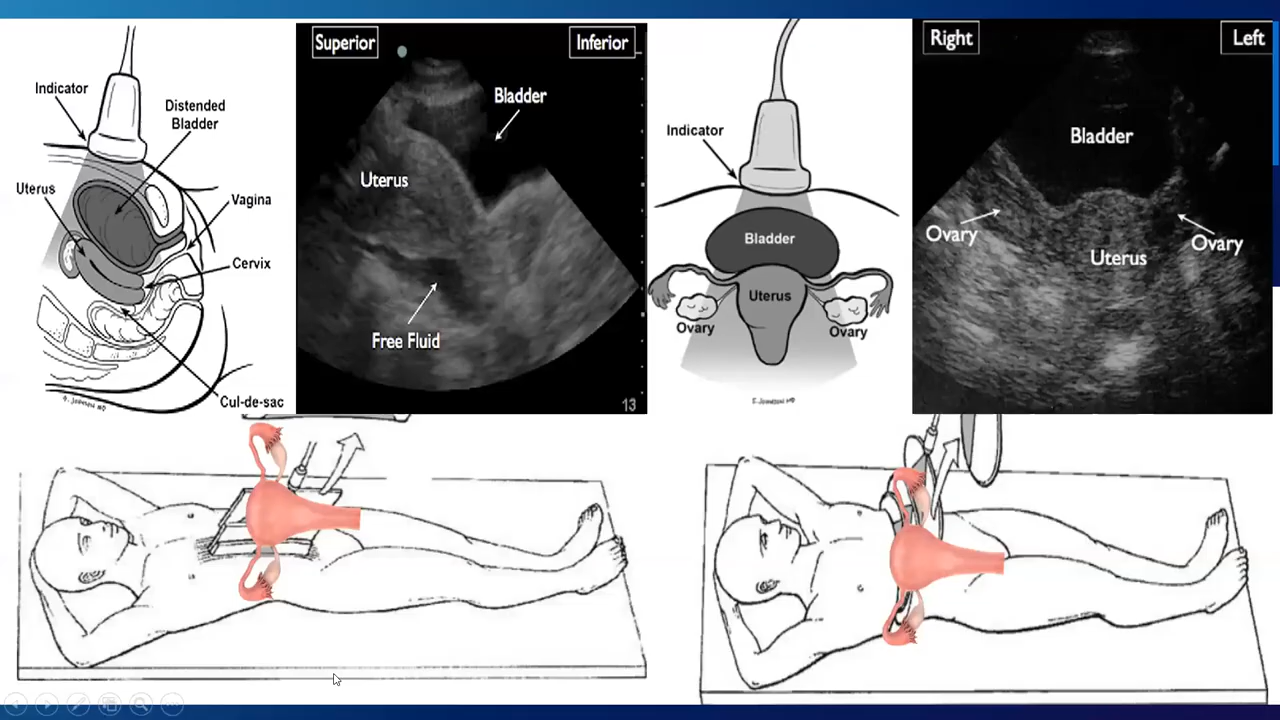 Indicator
Distended
Bladder
Uterus
Vagina
Cervix
Cul-de-sac
Superior
Inferior
Bladder
Uterus
Free Fluid
13
Indicator
Bladder
Uterus
Ovary
Ovary
Right
Left
Bladder
Ovary
Ovary
Uterus